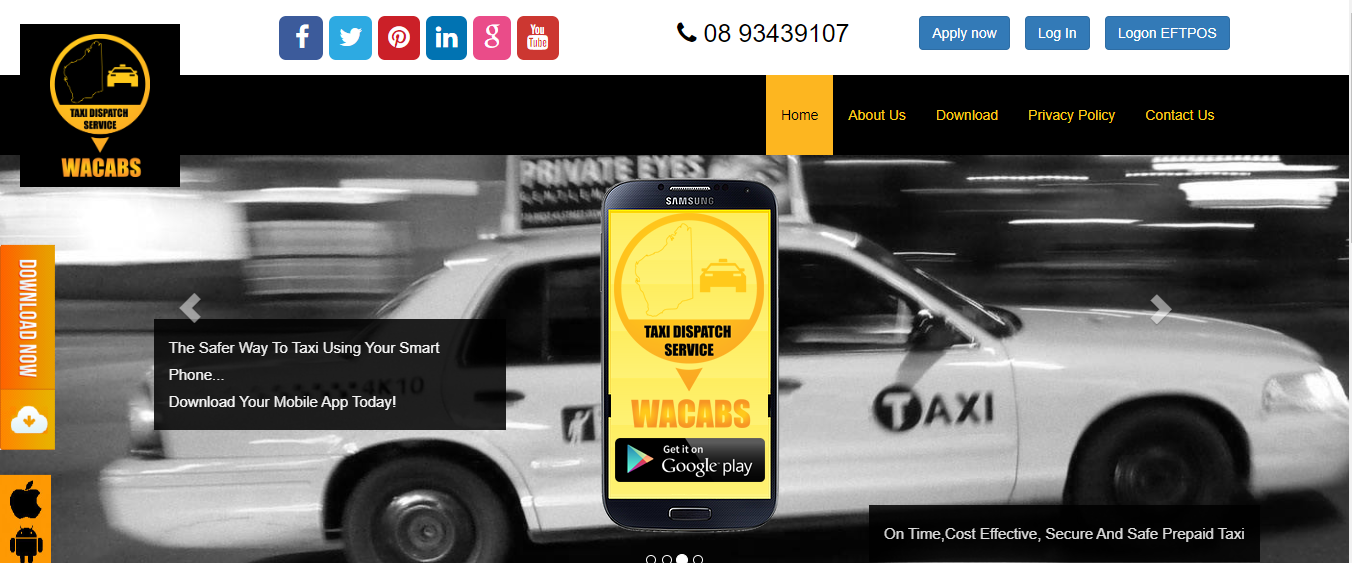 f
P
in
g
You
Tube
08 93439107
Apply now
Log In
Logon EFTPOS
TAXI DISPATCH
SERVICE
WACABS
Home
About Us
Download
Privacy Policy
Contact Us
PRIVATE EYES
SAMSUNG
TAXI DISPATCH
SERVICE
WACABS
GET IT ON
Google play
DOWNLOAD NOW
The Safer Way To Taxi Using Your Smart
Phone...
Download Your Mobile App Today!
4K10
TAXI
On Time,Cost Effective, Secure And Safe Prepaid Taxi